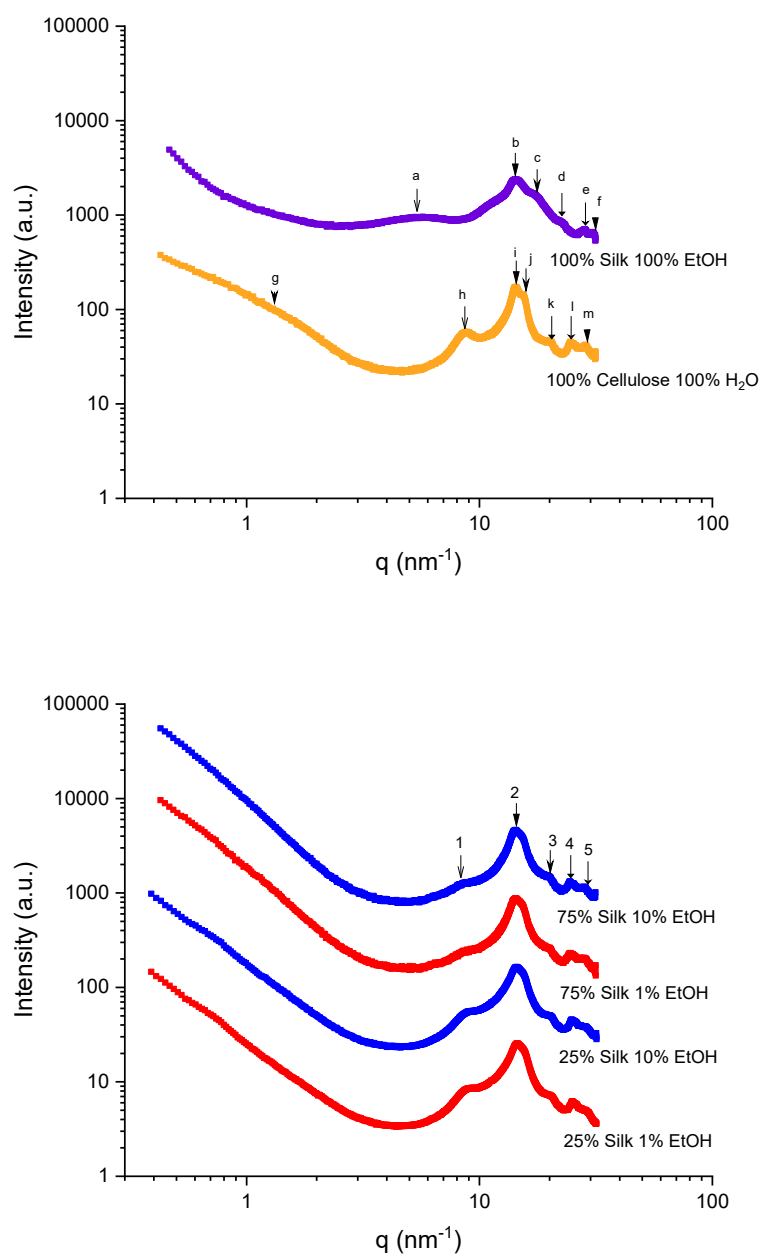 100000
10000
1000
100
10
1
Intensity (a.u.)
a
b
c
d
e
f
100% Silk 100% EtOH
g
h
i
j
k
l
m
100% Cellulose 100% H₂O
1
10
100
q (nm⁻¹)
100000
10000
1000
100
10
1
Intensity (a.u.)
1
2
3
4
5
75% Silk 10% EtOH
75% Silk 1% EtOH
25% Silk 10% EtOH
25% Silk 1% EtOH
1
10
100
q (nm⁻¹)